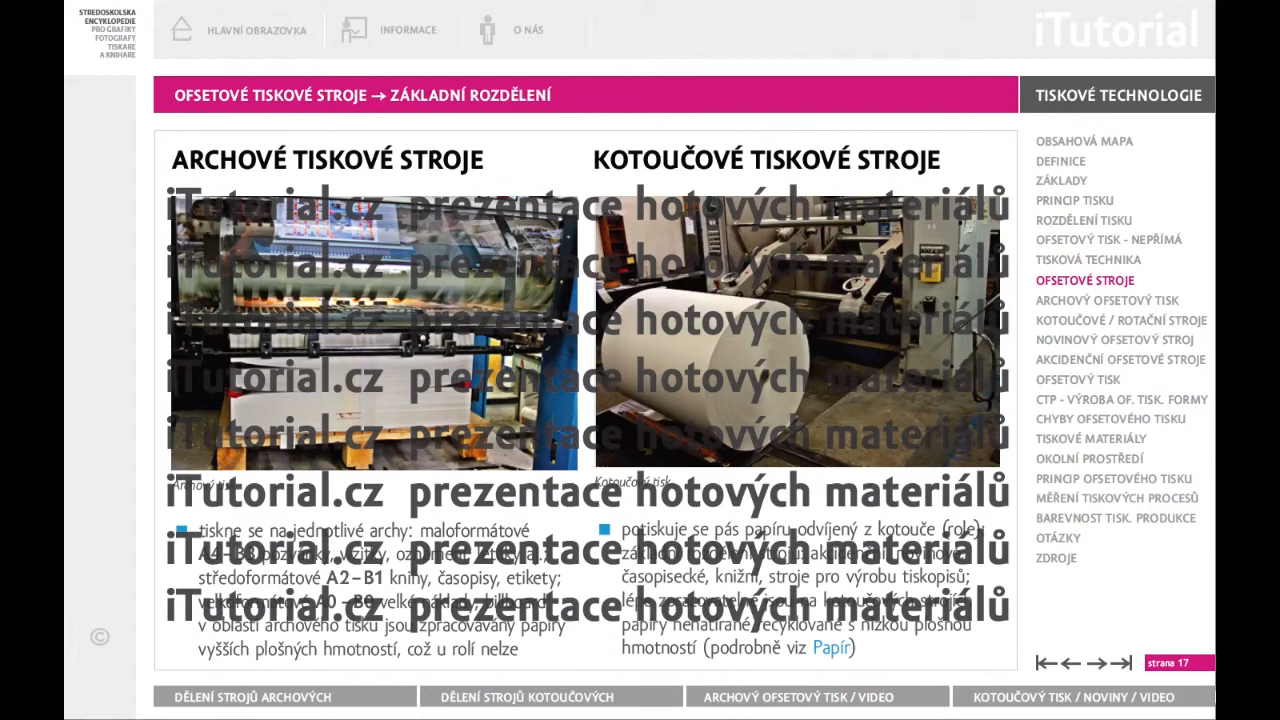 STREDOSKOLSKA
ENCYKLOPEDIE
PRO GRAFIKY
FOTOGRAFY,
TISKARE
A KNIHARE
HLAVNÍ OBRAZOVKA
INFORMACE
O NÁS
iTutorial
OFSETOVÉ TISKOVÉ STROJE → ZÁKLADNÍ ROZDĚLENÍ
TISKOVÉ TECHNOLOGIE
ARCHOVÉ TISKOVÉ STROJE
KOTOUČOVÉ TISKOVÉ STROJE
iTutorial.cz prezentace hotových materiálů
iTutorial.cz prezentace hotových materiálů
iTutorial.cz prezentace hotových materiálů
iTutorial.cz prezentace hotových materiálů
iTutorial.cz prezentace hotových materiálů
iTutorial.cz prezentace hotových materiálů
iTutorial.cz prezentace hotových materiálů
iTutorial.cz prezentace hotových materiálů
Archový tisk
Kotoučový tisk
tiskne se na jednotlivé archy: maloformátové
středoformátové A2–B1 knihy, časopisy, etikety;
v oblasti archového tisku jsou zpracovávány papíry
vyšších plošných hmotností, což u rolí nelze
potiskuje se pás papíru odvíjený z kotouče (role);
časopisecké, knižní, stroje pro výrobu tiskopisů;
papíry nenatírané recyklované s nízkou plošnou
hmotností (podrobně viz Papír)
OBSAHOVÁ MAPA
DEFINICE
ZÁKLADY
PRINCIP TISKU
ROZDĚLENÍ TISKU
OFSETOVÝ TISK - NEPŘÍMÁ
TISKOVÁ TECHNIKA
OFSETOVÉ STROJE
ARCHOVÝ OFSETOVÝ TISK
KOTOUČOVÉ / ROTAČNÍ STROJE
NOVINOVÝ OFSETOVÝ STROJ
AKCIDENČNÍ OFSETOVÉ STROJE
OFSETOVÝ TISK
CTP - VÝROBA OF. TISK. FORMY
CHYBY OFSETOVÉHO TISKU
TISKOVÉ MATERIÁLY
OKOLNÍ PROSTŘEDÍ
PRINCIP OFSETOVÉHO TISKU
MĚŘENÍ TISKOVÝCH PROCESŮ
BAREVNOST TISK. PRODUKCE
OTÁZKY
ZDROJE
©
strana 17
DĚLENÍ STROJŮ ARCHOVÝCH
DĚLENÍ STROJŮ KOTOUČOVÝCH
ARCHOVÝ OFSETOVÝ TISK / VIDEO
KOTOUČOVÝ TISK / NOVINY / VIDEO